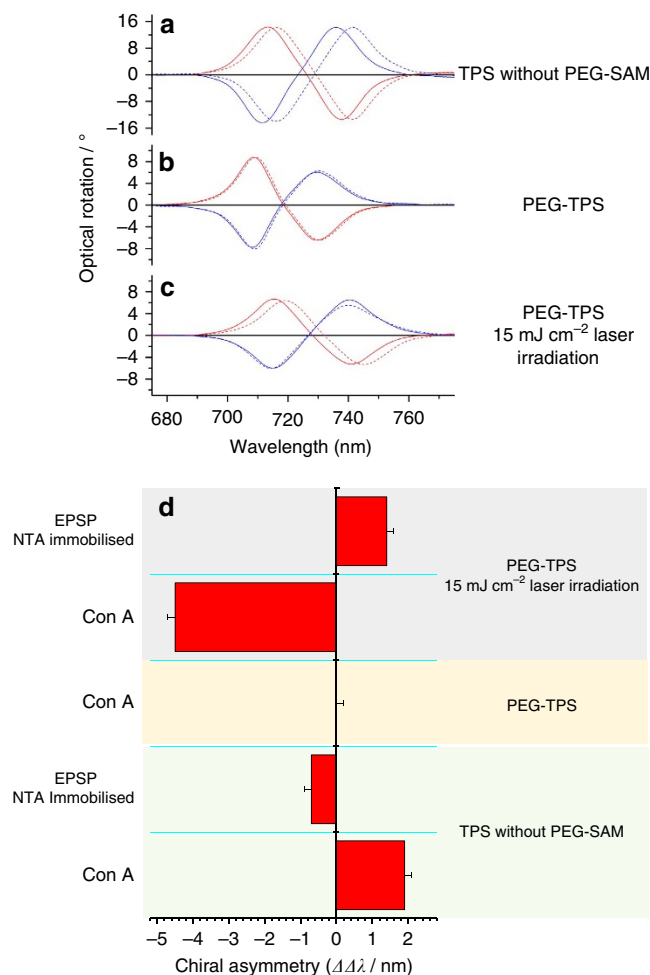 a
16
8
0
−8
−16
TPS without PEG-SAM
b
8
4
0
−4
−8
PEG-TPS
Optical rotation / °
c
8
4
0
−4
−8
PEG-TPS
15 mJ cm⁻² laser
irradiation
680 700 720 740 760
Wavelength (nm)
d
EPSP
NTA immobilised
PEG-TPS
15 mJ cm⁻² laser irradiation
Con A
Con A
PEG-TPS
EPSP
NTA Immobilised
TPS without PEG-SAM
Con A
−5 −4 −3 −2 −1 0 1 2
Chiral asymmetry (ΔΔλ / nm)